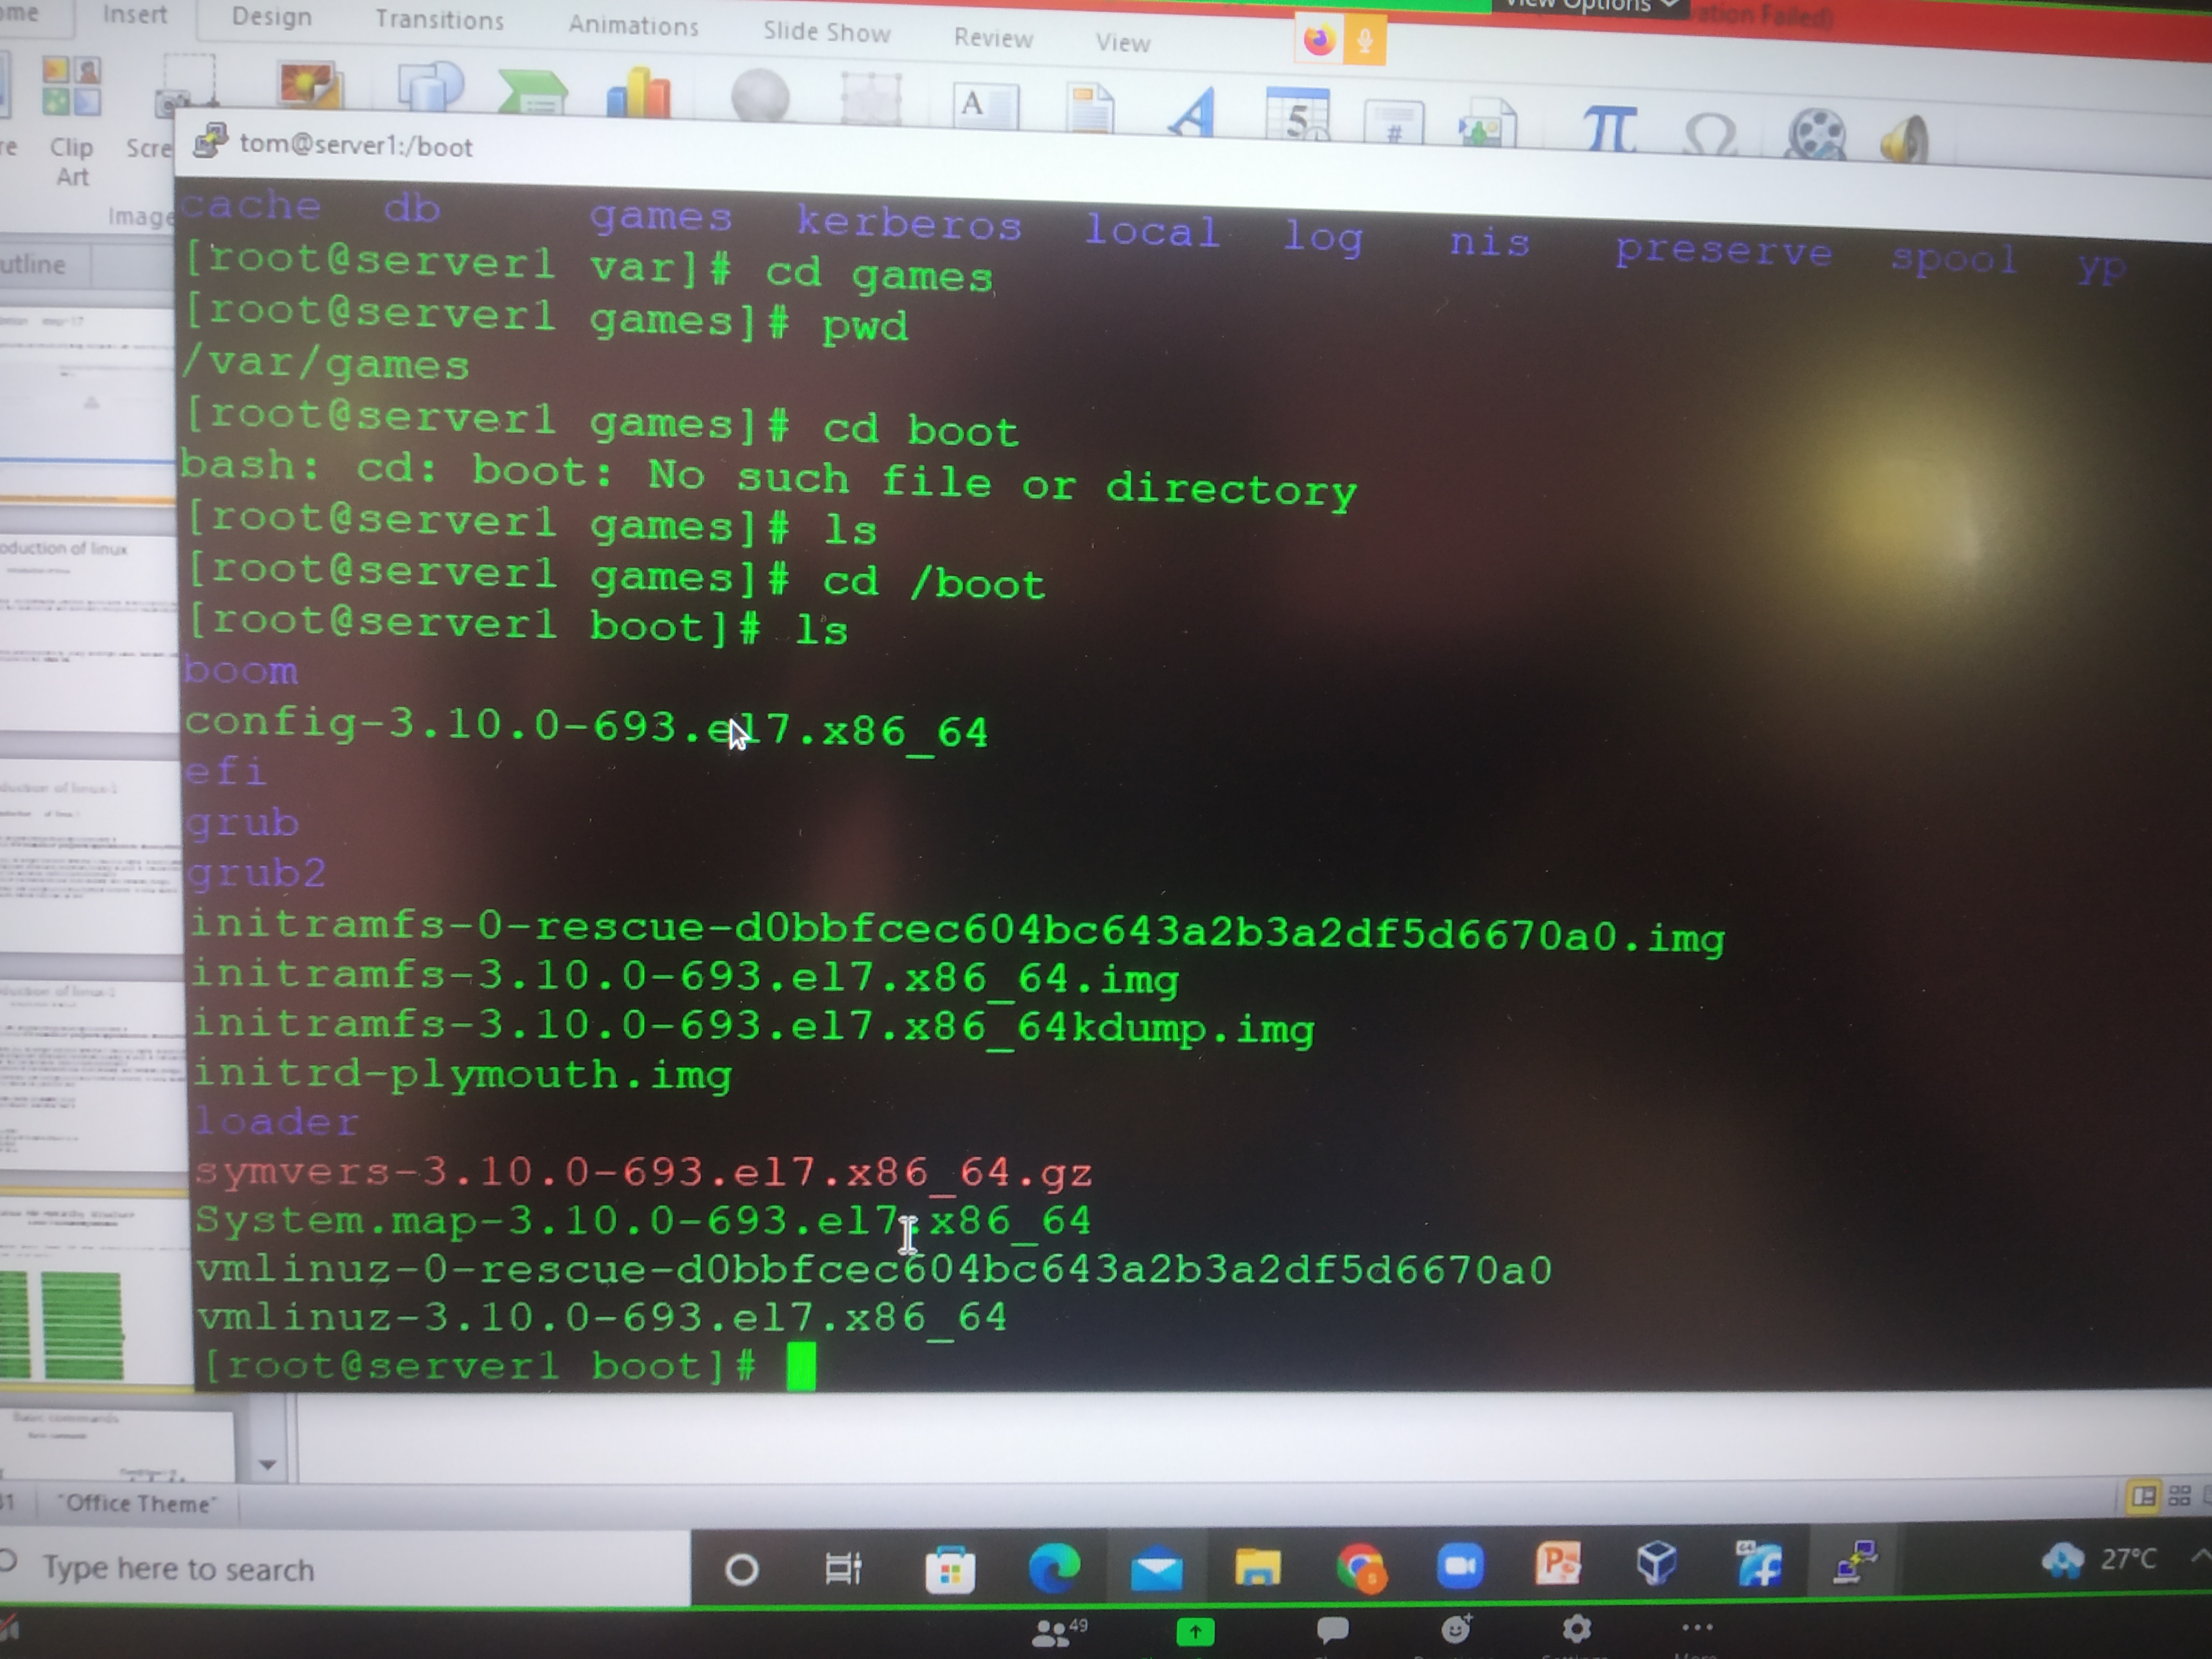 Insert Design Transitions Animations Slide Show Review View
View Options
ation Failed)
Clip
Art
Scre
Image
utline
tom@server1:/boot
cache db games kerberos local log nis preserve spool yp
[root@server1 var]# cd games
[root@server1 games]# pwd
/var/games
[root@server1 games]# cd boot
bash: cd: boot: No such file or directory
[root@server1 games]# ls
[root@server1 games]# cd /boot
[root@server1 boot]# ls
boom
config-3.10.0-693.el7.x86_64
efi
grub
grub2
initramfs-0-rescue-d0bbfcec604bc643a2b3a2df5d6670a0.img
initramfs-3.10.0-693.el7.x86_64.img
initramfs-3.10.0-693.el7.x86_64kdump.img
initrd-plymouth.img
loader
symvers-3.10.0-693.el7.x86_64.gz
System.map-3.10.0-693.el7.x86_64
vmlinuz-0-rescue-d0bbfcec604bc643a2b3a2df5d6670a0
vmlinuz-3.10.0-693.el7.x86_64
[root@server1 boot]#
oduction of linux
Basic commands
"Office Theme"
Type here to search
27°C
49